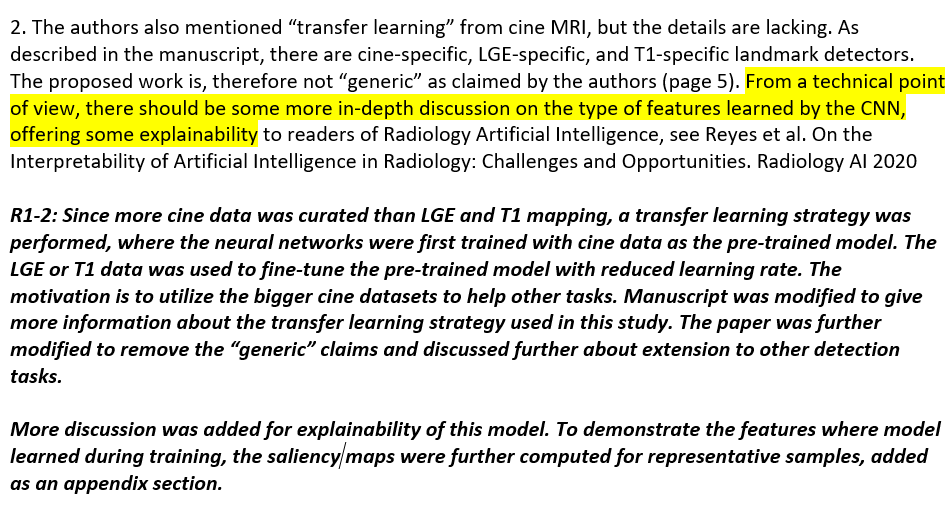 2. The authors also mentioned “transfer learning” from cine MRI, but the details are lacking. As
described in the manuscript, there are cine-specific, LGE-specific, and T1-specific landmark detectors.
The proposed work is, therefore not “generic” as claimed by the authors (page 5). From a technical point
of view, there should be some more in-depth discussion on the type of features learned by the CNN,
offering some explainability to readers of Radiology Artificial Intelligence, see Reyes et al. On the
Interpretability of Artificial Intelligence in Radiology: Challenges and Opportunities. Radiology AI 2020
R1-2: Since more cine data was curated than LGE and T1 mapping, a transfer learning strategy was
performed, where the neural networks were first trained with cine data as the pre-trained model. The
LGE or T1 data was used to fine-tune the pre-trained model with reduced learning rate. The
motivation is to utilize the bigger cine datasets to help other tasks. Manuscript was modified to give
more information about the transfer learning strategy used in this study. The paper was further
modified to remove the “generic” claims and discussed further about extension to other detection
tasks.
More discussion was added for explainability of this model. To demonstrate the features where model
learned during training, the saliency maps were further computed for representative samples, added
as an appendix section.